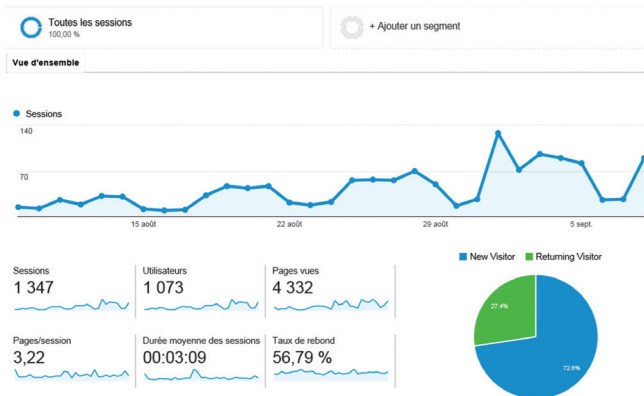 Toutes les sessions
100,00 %
+ Ajouter un segment
Vue d'ensemble
Sessions
140
70
15 août
22 août
29 août
5 sept.
Sessions
1 347
Utilisateurs
1 073
Pages vues
4 332
Pages/session
3,22
Durée moyenne des sessions
00:03:09
Taux de rebond
56,79 %
New Visitor
Returning Visitor
27.4%
72.6%